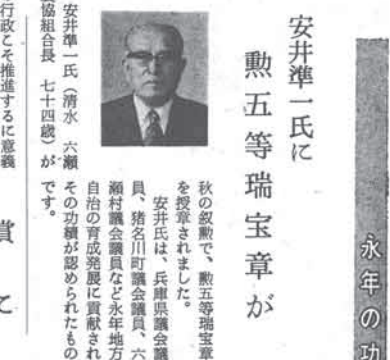 永年の功
安井準一氏に
勲五等瑞宝章が
安井準一氏（清水　六瀬
協組合長　七十四歳）が
秋の叙勲で、勲五等瑞宝章
を授章されました。
安井氏は、兵庫県議会議
員、猪名川町議会議員、六
瀬村議会議員など永年地方
自治の育成発展に貢献され
その功績が認められたもの
です。
行政こそ推進するに意義
賞　と